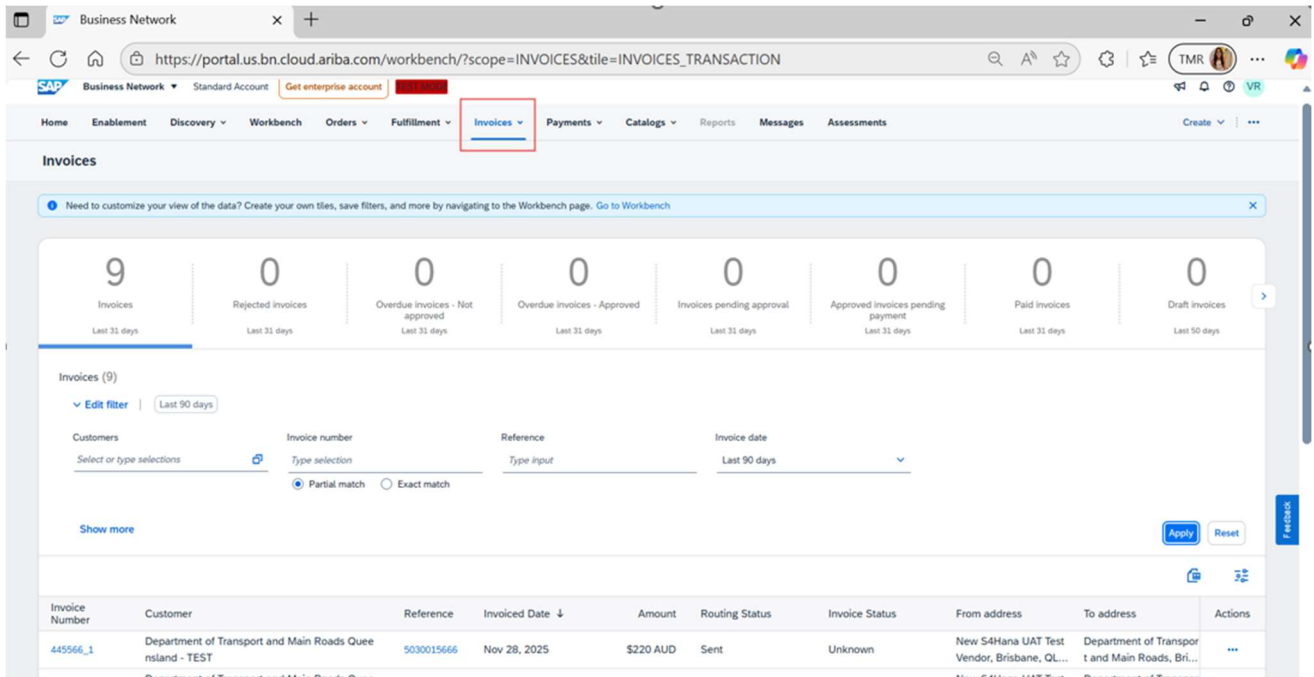 Business Network
https://portal.us.bn.cloud.ariba.com/workbench/?scope=INVOICES&tile=INVOICES_TRANSACTION
TMR
SAP Business Network Standard Account Get enterprise account TEST MODE VR
Home Enablement Discovery Workbench Orders Fulfillment Invoices Payments Catalogs Reports Messages Assessments Create
Invoices
Need to customize your view of the data? Create your own tiles, save filters, and more by navigating to the Workbench page. Go to Workbench
9 0 0 0 0 0 0 0
Invoices Rejected invoices Overdue invoices - Not approved Overdue invoices - Approved Invoices pending approval Approved invoices pending payment Paid invoices Draft invoices
Last 31 days Last 31 days Last 31 days Last 31 days Last 31 days Last 31 days Last 31 days Last 50 days
Invoices (9)
Edit filter Last 90 days
Customers Invoice number Reference Invoice date
Select or type selections Type selection Type input Last 90 days
Partial match Exact match
Show more
Apply Reset
Feedback
Invoice Number Customer Reference Invoiced Date ↓ Amount Routing Status Invoice Status From address To address Actions
445566_1 Department of Transport and Main Roads Quee 5030015666 Nov 28, 2025 $220 AUD Sent Unknown New S4Hana UAT Test Department of Transpor
nsland - TEST Vendor, Brisbane, QL... t and Main Roads, Bri...